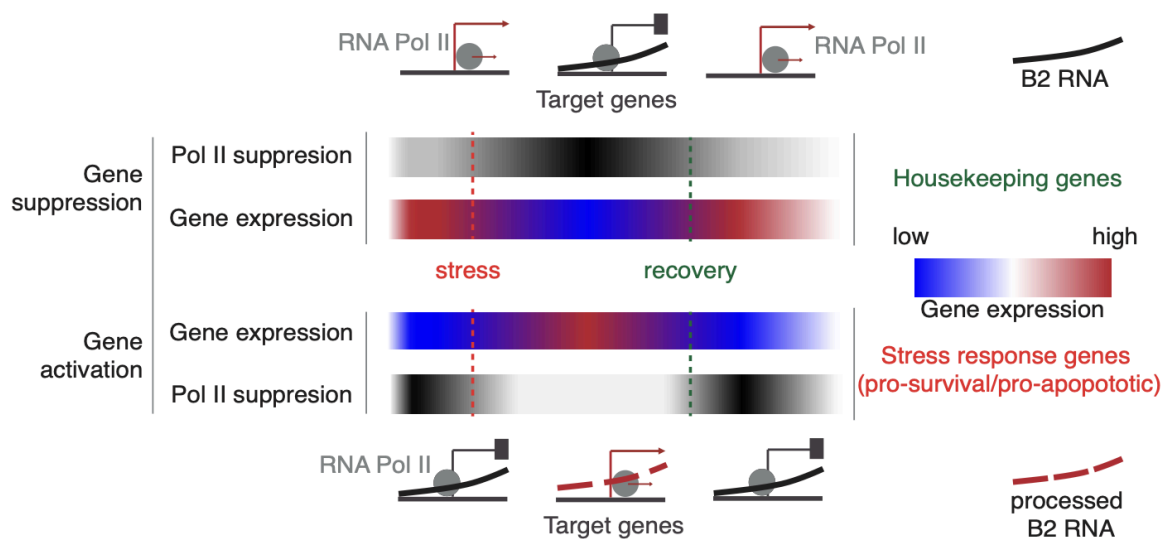 RNA Pol II
RNA Pol II
Target genes
B2 RNA
Gene
suppression
Pol II suppresion
Gene expression
Housekeeping genes
low
high
Gene expression
stress
recovery
Gene
activation
Gene expression
Pol II suppresion
Stress response genes
(pro-survival/pro-apopototic)
RNA Pol II
Target genes
processed
B2 RNA